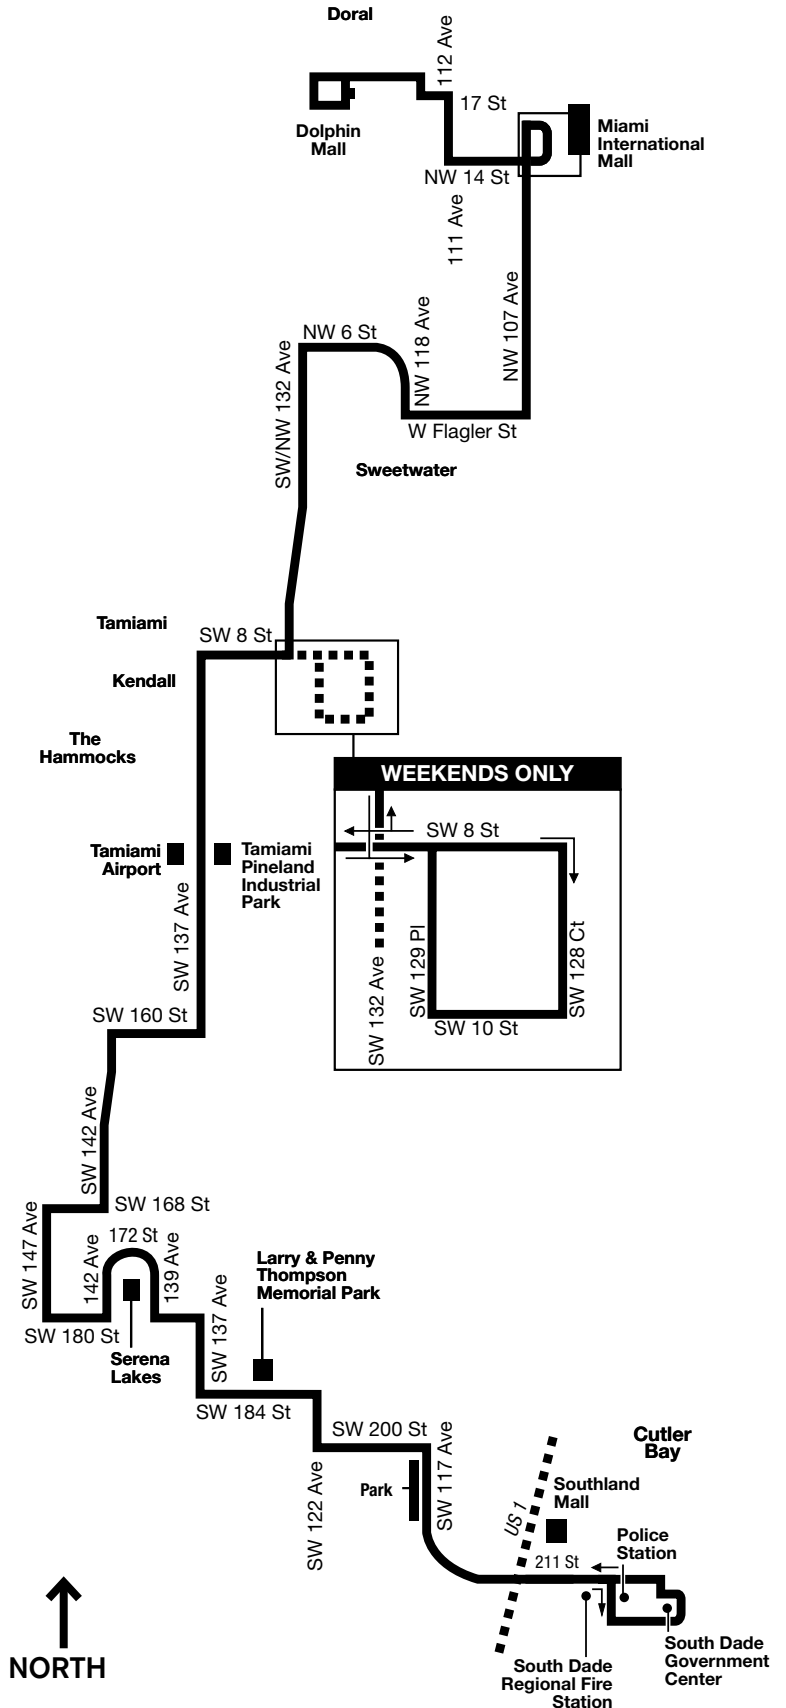 Doral
112 Ave
17 St
Dolphin
Mall
Miami
International
Mall
NW 14 St
111 Ave
NW 107 Ave
NW 118 Ave
NW 6 St
SW/NW 132 Ave
W Flagler St
Sweetwater
Tamiami
SW 8 St
Kendall
The
Hammocks
WEEKENDS ONLY
SW 8 St
SW 129 Pl
SW 128 Ct
SW 132 Ave
SW 10 St
Tamiami
Airport
Tamiami
Pineland
Industrial
Park
SW 137 Ave
SW 160 St
SW 142 Ave
SW 168 St
SW 147 Ave
172 St
142 Ave
139 Ave
SW 180 St
Serena
Lakes
SW 137 Ave
Larry & Penny
Thompson
Memorial Park
SW 184 St
SW 200 St
SW 122 Ave
Park
SW 117 Ave
US 1
Cutler
Bay
Southland
Mall
Police
Station
211 St
South Dade
Regional Fire
Station
South Dade
Government
Center
NORTH